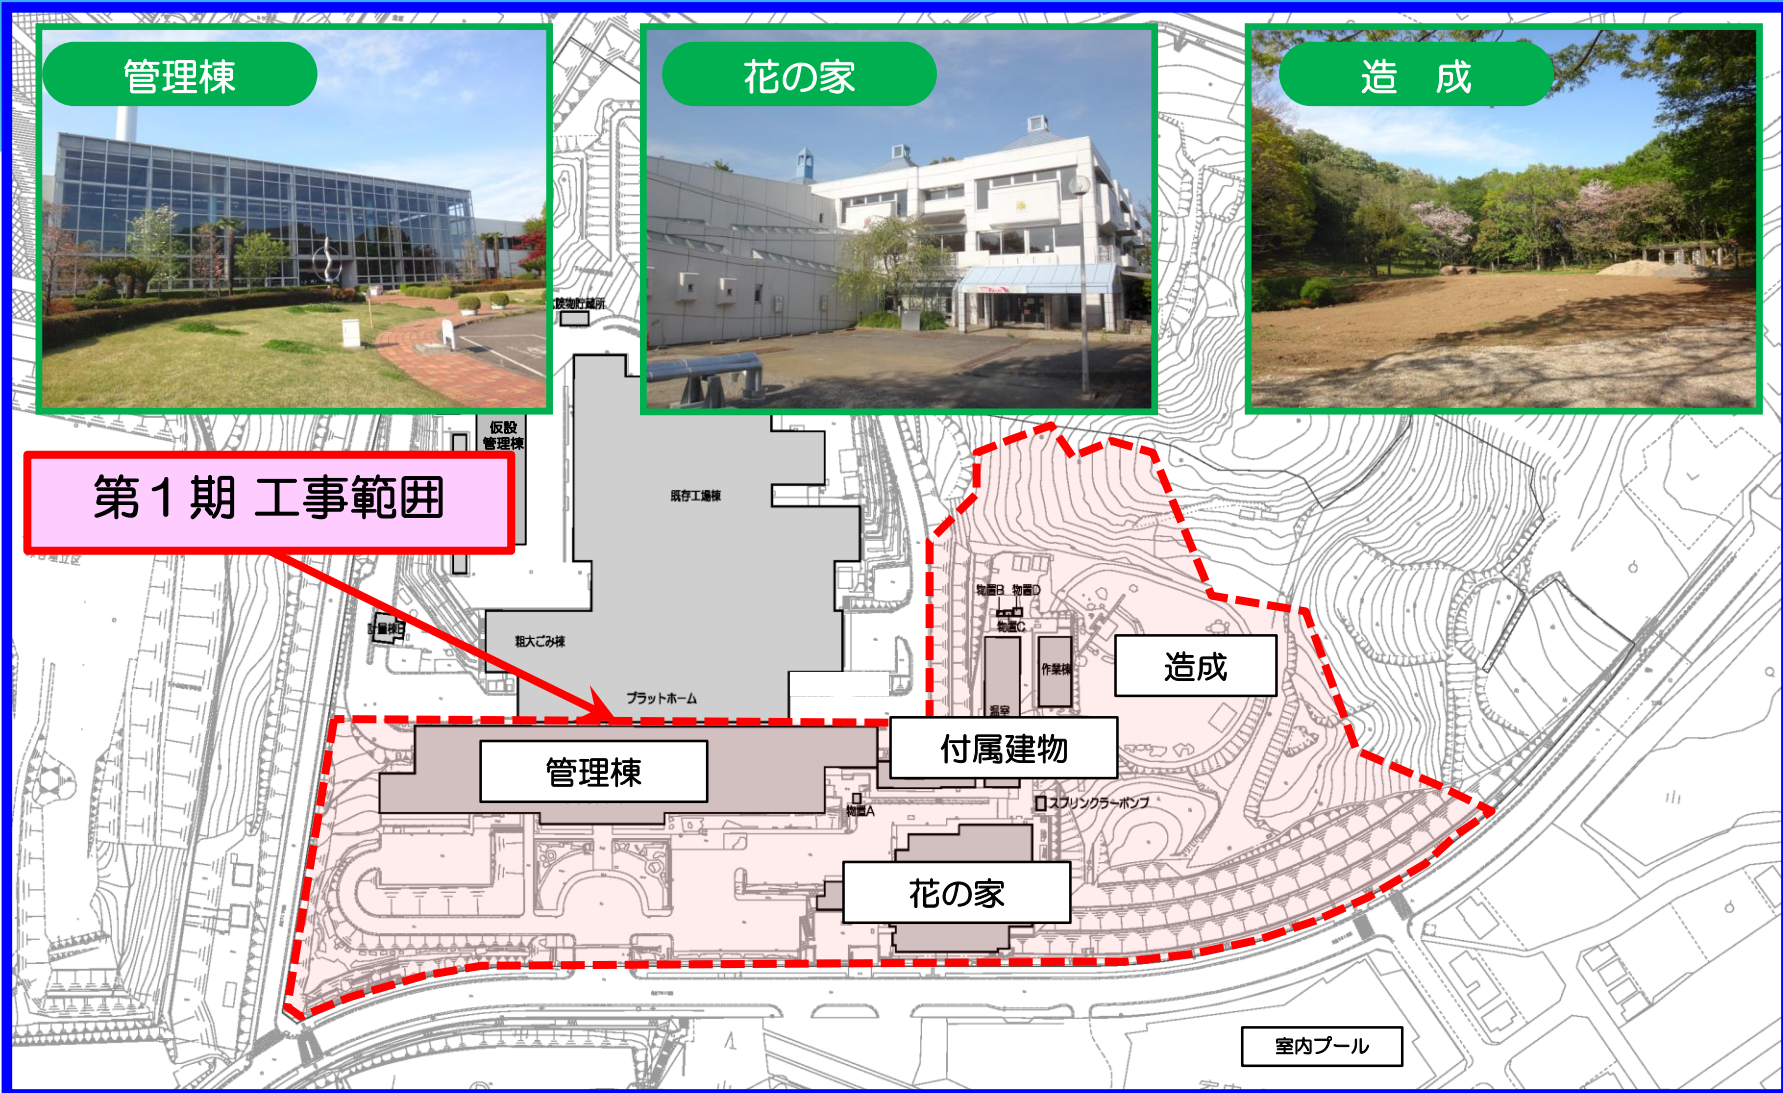 管理棟
花の家
造 成
仮設
管理棟
第1期 工事範囲
既存工場棟
計量棟B
粗大ごみ棟
プラットホーム
物置B 物置D
物置C
作業棟
温室
造成
付属建物
管理棟
物置A
スプリンクラーポンプ
花の家
室内プール